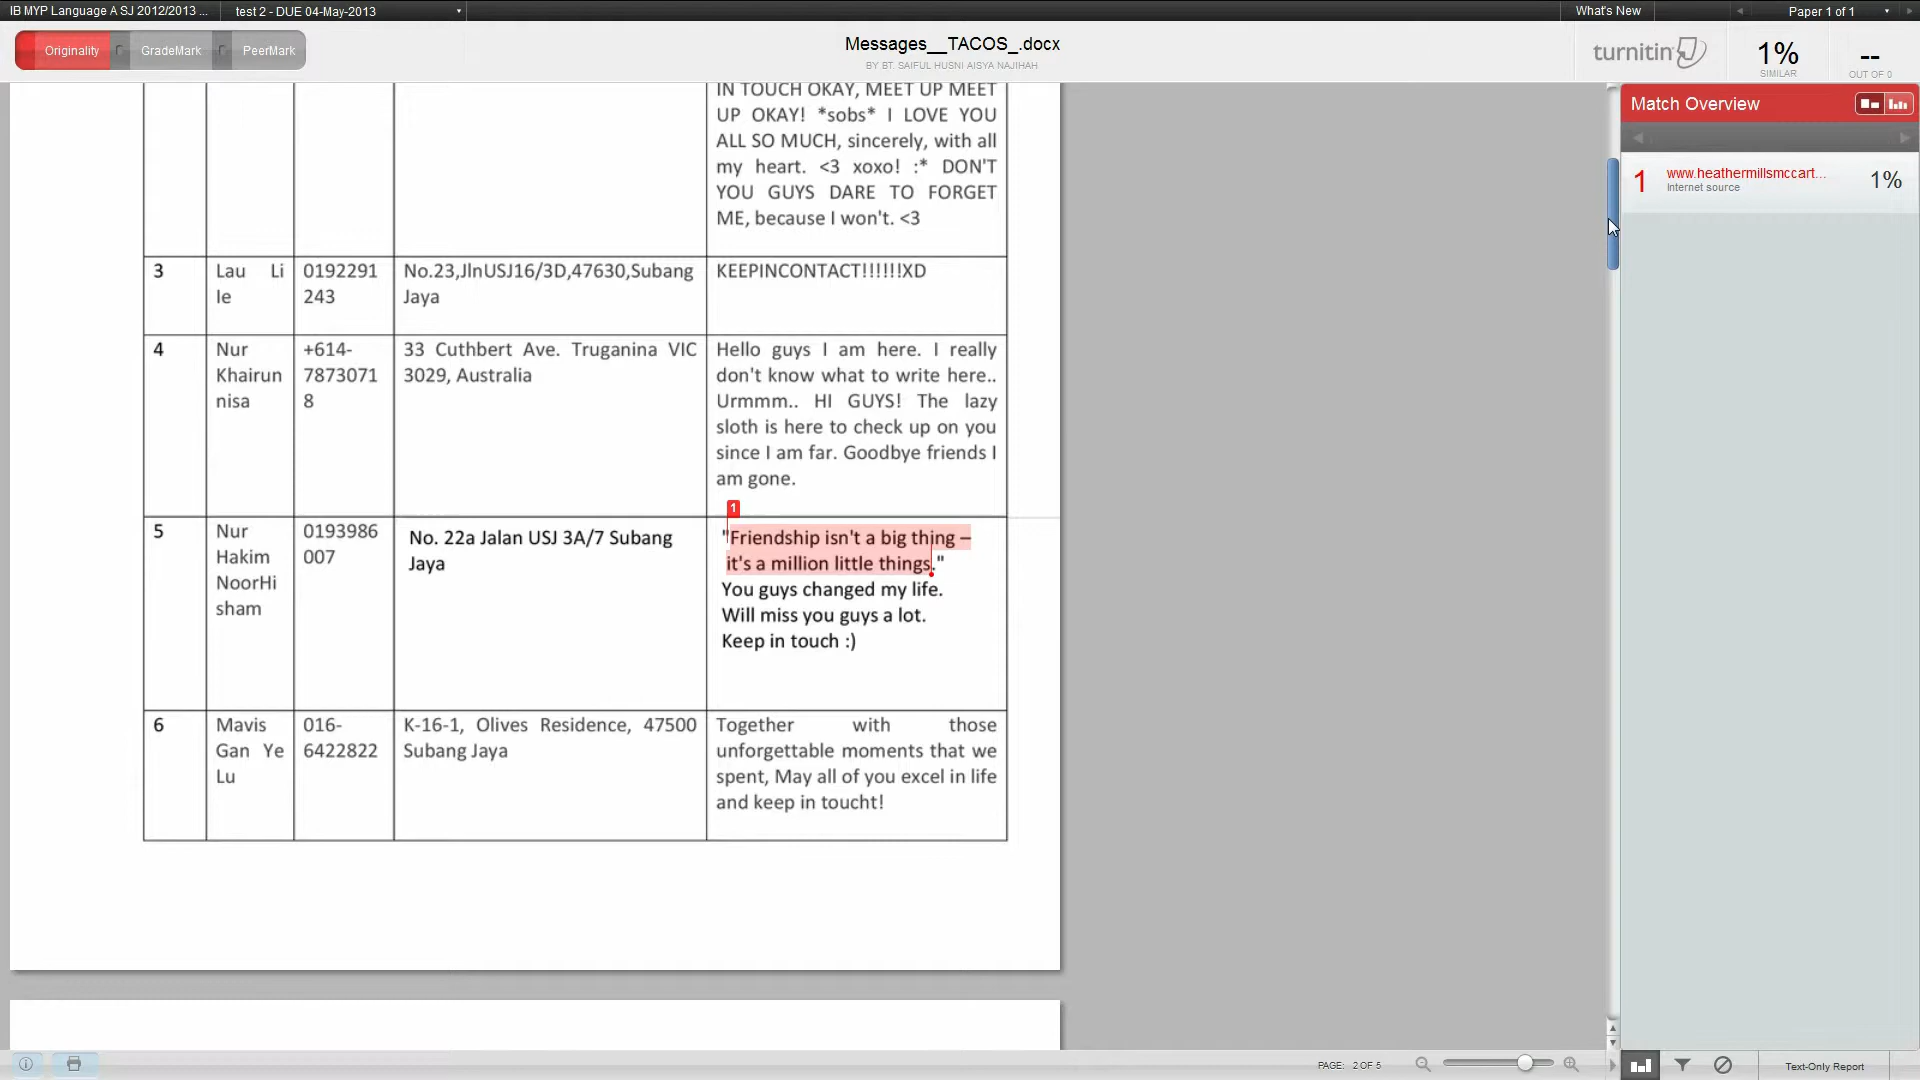 IB MYP Language A SJ 2012/2013 ...
test 2 - DUE 04-May-2013
What's New
Paper 1 of 1
Originality
GradeMark
PeerMark
Messages__TACOS_.docx
BY BT. SAIFUL HUSNI AISYA NAJIHAH
turnitin
1%
SIMILAR
--
OUT OF 0
Match Overview
1
www.heathermillsmccart...
Internet source
1%
IN TOUCH OKAY, MEET UP MEET
UP OKAY! *sobs* I LOVE YOU
ALL SO MUCH, sincerely, with all
my heart. <3 xoxo! :* DON'T
YOU GUYS DARE TO FORGET
ME, because I won't. <3
3
Lau Li
le
0192291
243
No.23,JlnUSJ16/3D,47630,Subang
Jaya
KEEPINCONTACT!!!!!!XD
4
Nur
Khairun
nisa
+614-
7873071
8
33 Cuthbert Ave. Truganina VIC
3029, Australia
Hello guys I am here. I really
don't know what to write here..
Urmmm.. HI GUYS! The lazy
sloth is here to check up on you
since I am far. Goodbye friends I
am gone.
1
5
Nur
Hakim
NoorHi
sham
0193986
007
No. 22a Jalan USJ 3A/7 Subang
Jaya
"Friendship isn't a big thing –
it's a million little things."
You guys changed my life.
Will miss you guys a lot.
Keep in touch :)
6
Mavis
Gan Ye
Lu
016-
6422822
K-16-1, Olives Residence, 47500
Subang Jaya
Together with those
unforgettable moments that we
spent, May all of you excel in life
and keep in toucht!
PAGE: 2 OF 5
Text-Only Report